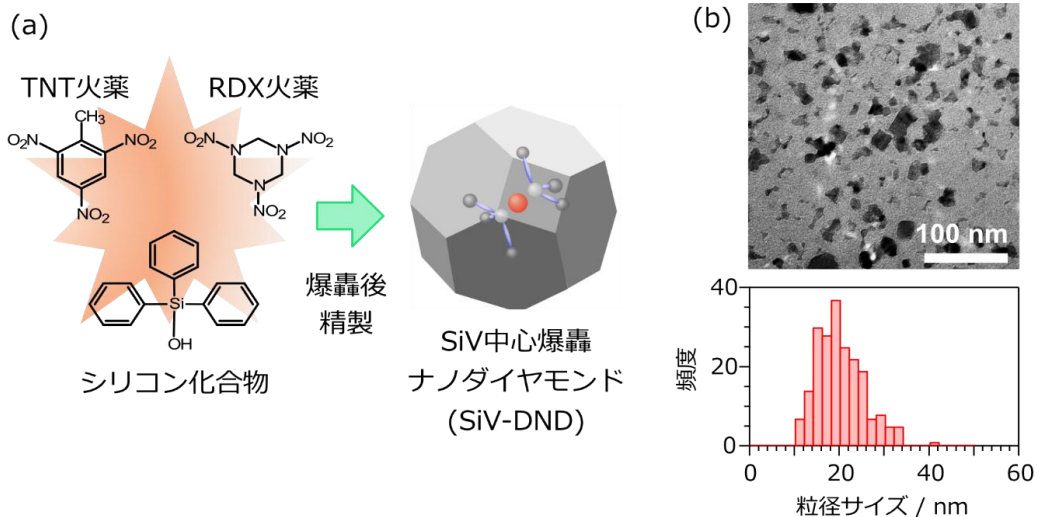 (a)
TNT火薬
RDX火薬
CH3
O2N
NO2
NO2
O2N
N
N
NO2
N
NO2
Si
OH
シリコン化合物
爆轟後
精製
SiV中心爆轟
ナノダイヤモンド
(SiV-DND)
(b)
100 nm
40
20
0
頻度
0
20
40
60
粒径サイズ / nm